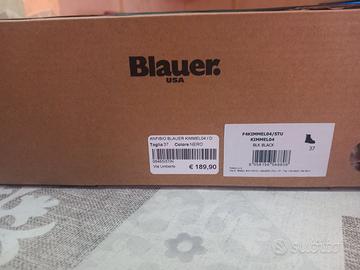 Blauer.
USA
ANFIBIO BLAUER KIMMEL04 / D
Taglia 37 Colore NERO
Via Umberto
€ 189,90
F4KIMMEL04/STU
KIMMEL04
BLK BLACK
37
subito